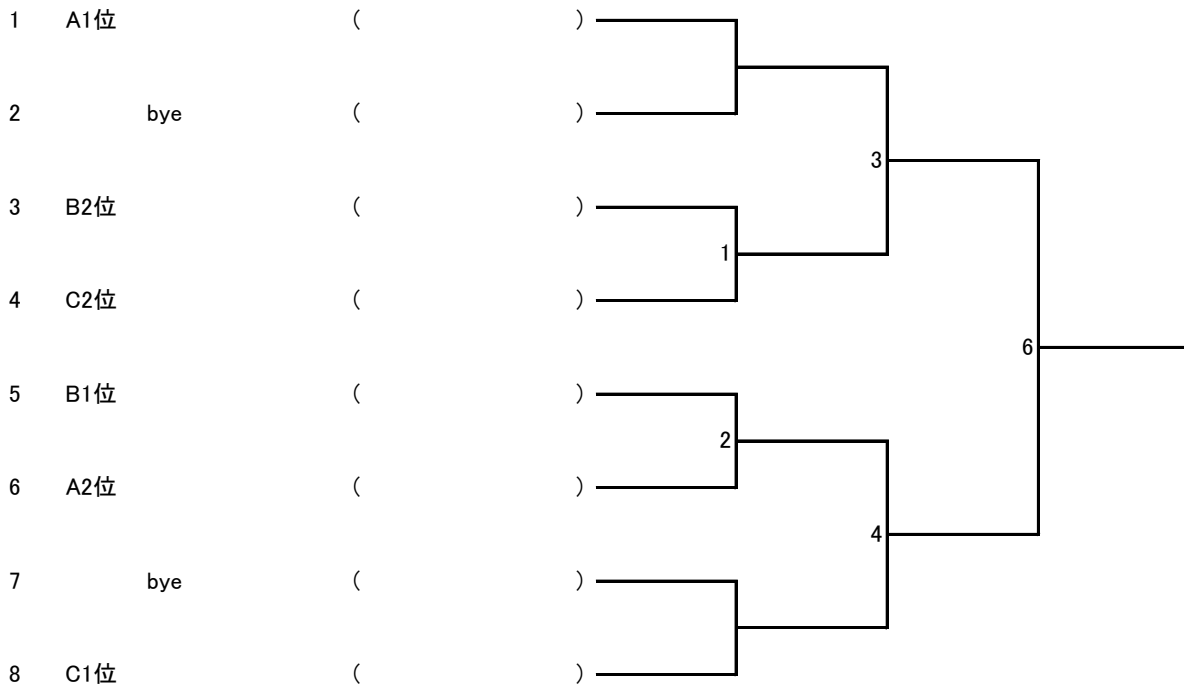 1 A1位 ( )
2 bye ( )
3
3 B2位 ( )
1
4 C2位 ( )
6
5 B1位 ( )
2
6 A2位 ( )
4
7 bye ( )
8 C1位 ( )